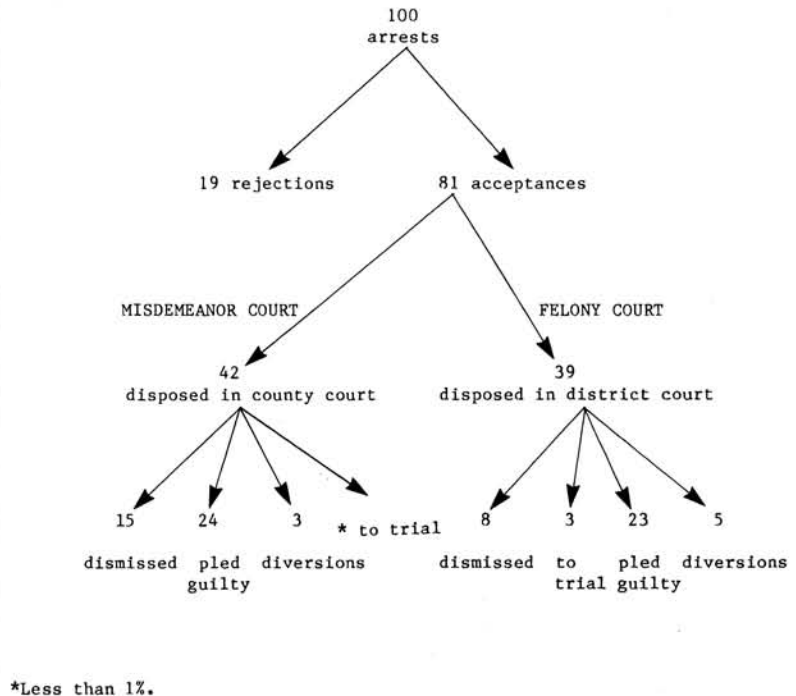 100
arrests
19 rejections 81 acceptances
MISDEMEANOR COURT FELONY COURT
42 39
disposed in county court disposed in district court
15 24 3 * to trial 8 3 23 5
dismissed pled diversions dismissed to pled diversions
guilty trial guilty
*Less than 1%.